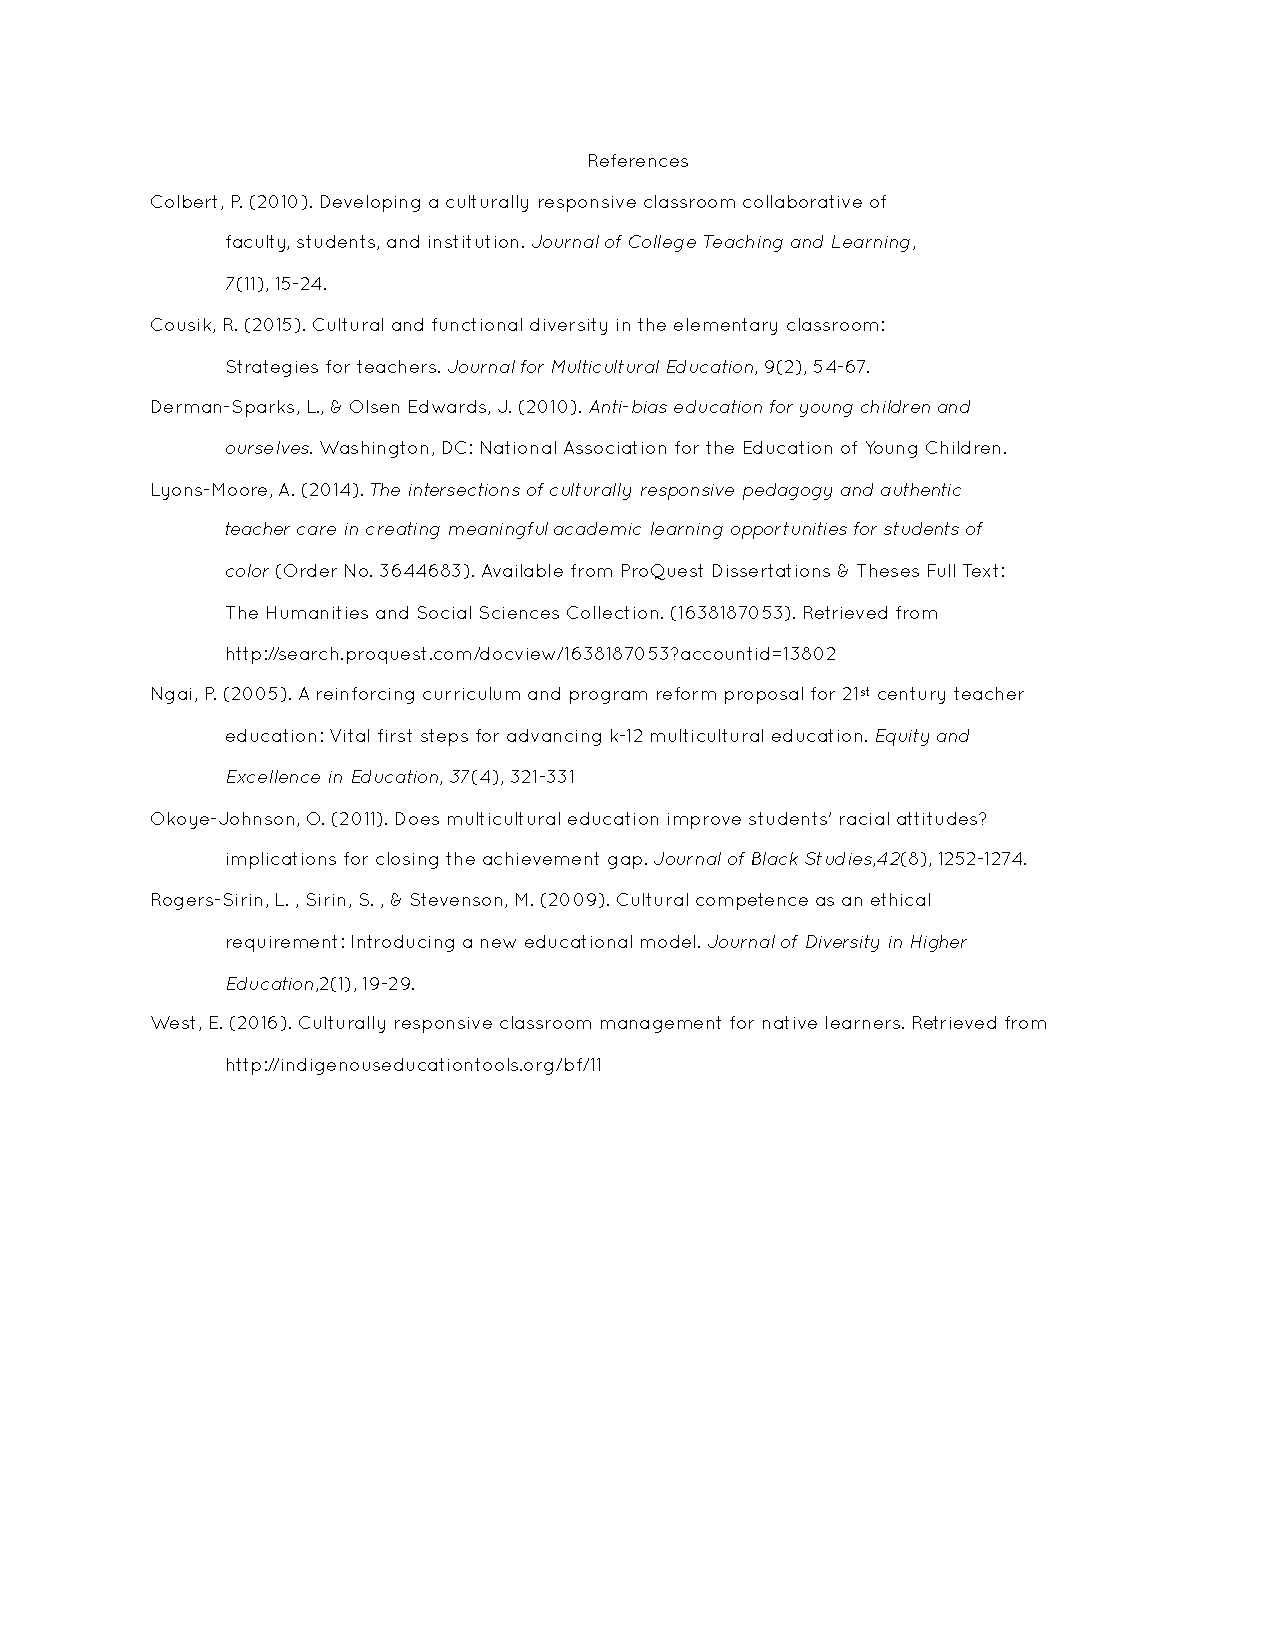 References
Colbert, P. (2010). Developing a culturally responsive classroom collaborative of
faculty, students, and institution. Journal of College Teaching and Learning,
7(11), 15-24.
Cousik, R. (2015). Cultural and functional diversity in the elementary classroom:
Strategies for teachers. Journal for Multicultural Education, 9(2), 54-67.
Derman-Sparks, L., & Olsen Edwards, J. (2010). Anti-bias education for young children and
ourselves. Washington, DC: National Association for the Education of Young Children.
Lyons-Moore, A. (2014). The intersections of culturally responsive pedagogy and authentic
teacher care in creating meaningful academic learning opportunities for students of
color (Order No. 3644683). Available from ProQuest Dissertations & Theses Full Text:
The Humanities and Social Sciences Collection. (1638187053). Retrieved from
http://search.proquest.com/docview/1638187053?accountid=13802
Ngai, P. (2005). A reinforcing curriculum and program reform proposal for 21st century teacher
education: Vital first steps for advancing k-12 multicultural education. Equity and
Excellence in Education, 37(4), 321-331
Okoye-Johnson, O. (2011). Does multicultural education improve students' racial attitudes?
implications for closing the achievement gap. Journal of Black Studies,42(8), 1252-1274.
Rogers-Sirin, L. , Sirin, S. , & Stevenson, M. (2009). Cultural competence as an ethical
requirement: Introducing a new educational model. Journal of Diversity in Higher
Education,2(1), 19-29.
West, E. (2016). Culturally responsive classroom management for native learners. Retrieved from
http://indigenouseducationtools.org/bf/11